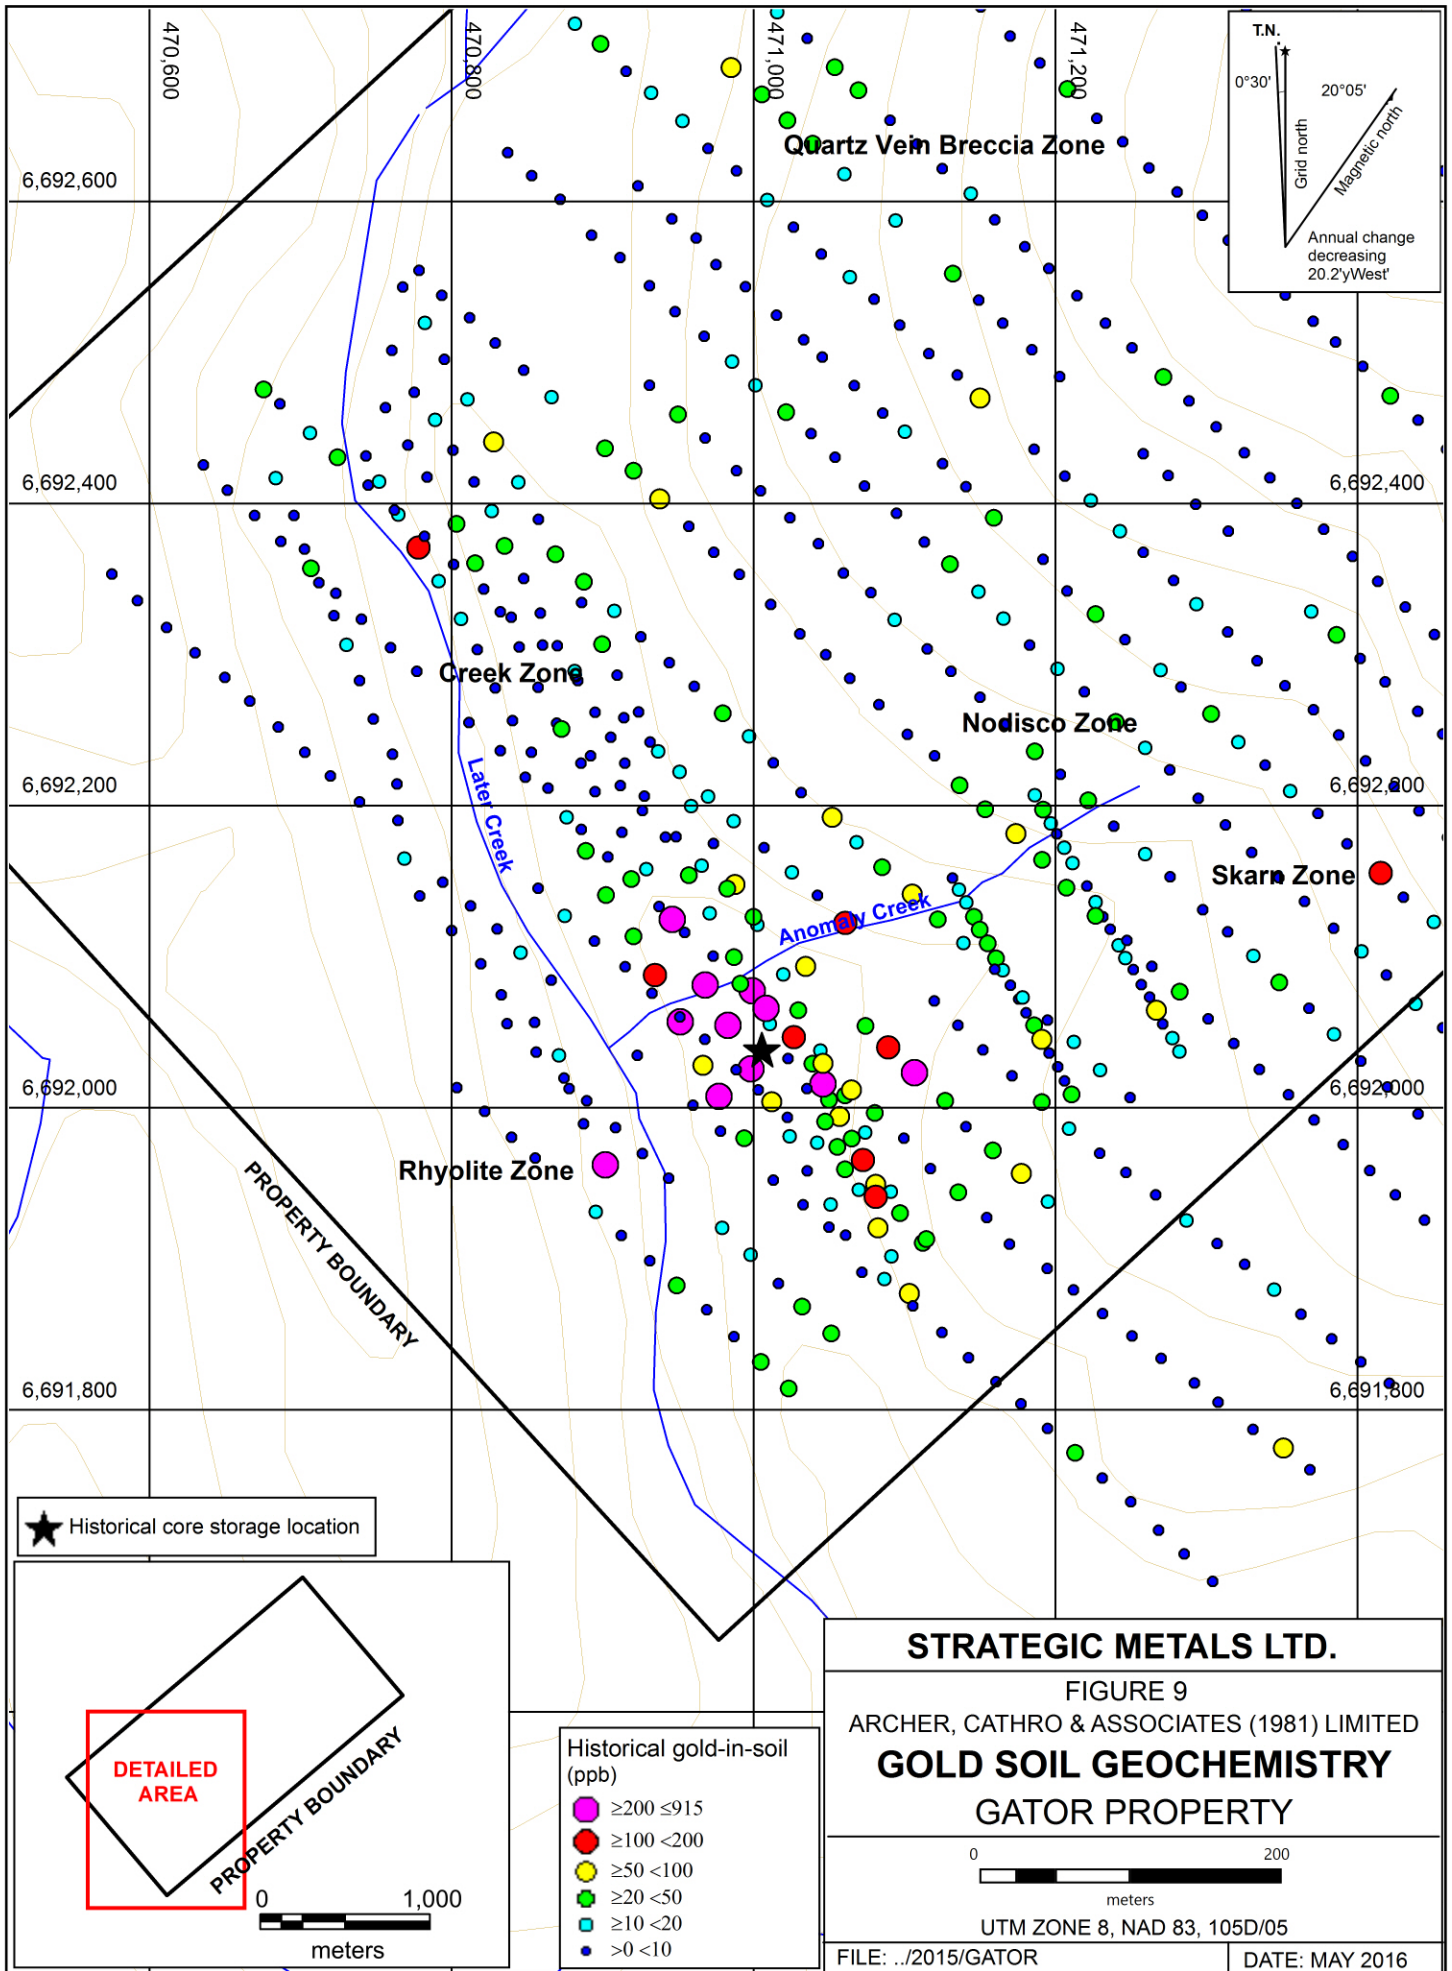 470,600
470,800
471,000
471,200
T.N.
0°30'
20°05'
Grid north
Magnetic north
Annual change
decreasing
20.2'yWest'
Quartz Vein Breccia Zone
6,692,600
6,692,400
6,692,400
Creek Zone
Nodisco Zone
Later Creek
6,692,200
6,692,200
Skarn Zone
Anomaly Creek
6,692,000
6,692,000
Rhyolite Zone
PROPERTY BOUNDARY
6,691,800
6,691,800
Historical core storage location
DETAILED
AREA
PROPERTY BOUNDARY
0 1,000
meters
Historical gold-in-soil
(ppb)
≥200 ≤915
≥100 <200
≥50 <100
≥20 <50
≥10 <20
>0 <10
STRATEGIC METALS LTD.
FIGURE 9
ARCHER, CATHRO & ASSOCIATES (1981) LIMITED
GOLD SOIL GEOCHEMISTRY
GATOR PROPERTY
0 200
meters
UTM ZONE 8, NAD 83, 105D/05
FILE: ../2015/GATOR DATE: MAY 2016